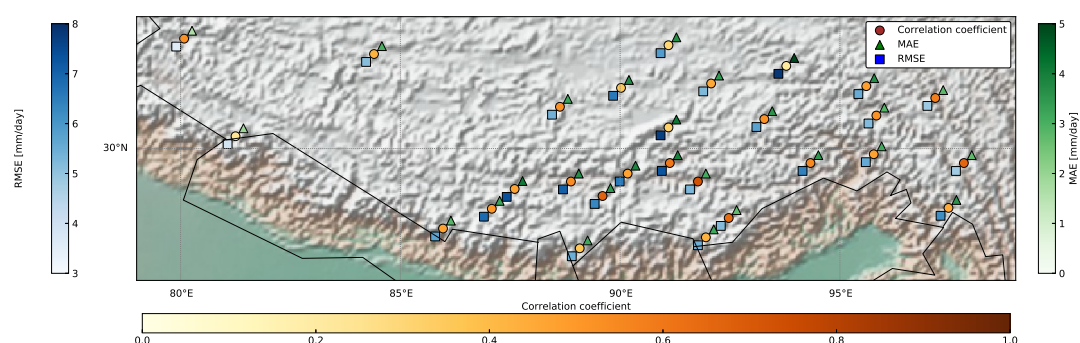 8
7
6
5
4
3
RMSE [mm/day]
Correlation coefficient
MAE
RMSE
30°N
80°E
85°E
90°E
95°E
5
4
3
2
1
0
MAE [mm/day]
Correlation coefficient
0.0
0.2
0.4
0.6
0.8
1.0